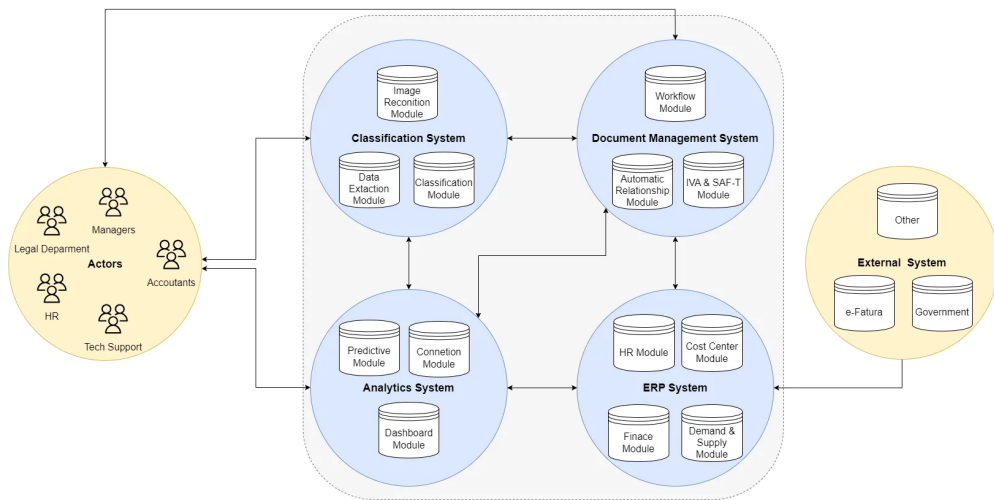 Image
Reconition
Module
Classification System
Data
Extaction
Module
Classification
Module
Workflow
Module
Document Management System
Automatic
Relationship
Module
IVA & SAF-T
Module
Managers
Legal Deparment
Actors
Accoutants
HR
Tech Support
Other
External System
e-Fatura
Government
Predictive
Module
Connetion
Module
Analytics System
Dashboard
Module
HR Module
Cost Center
Module
ERP System
Finace
Module
Demand &
Supply
Module